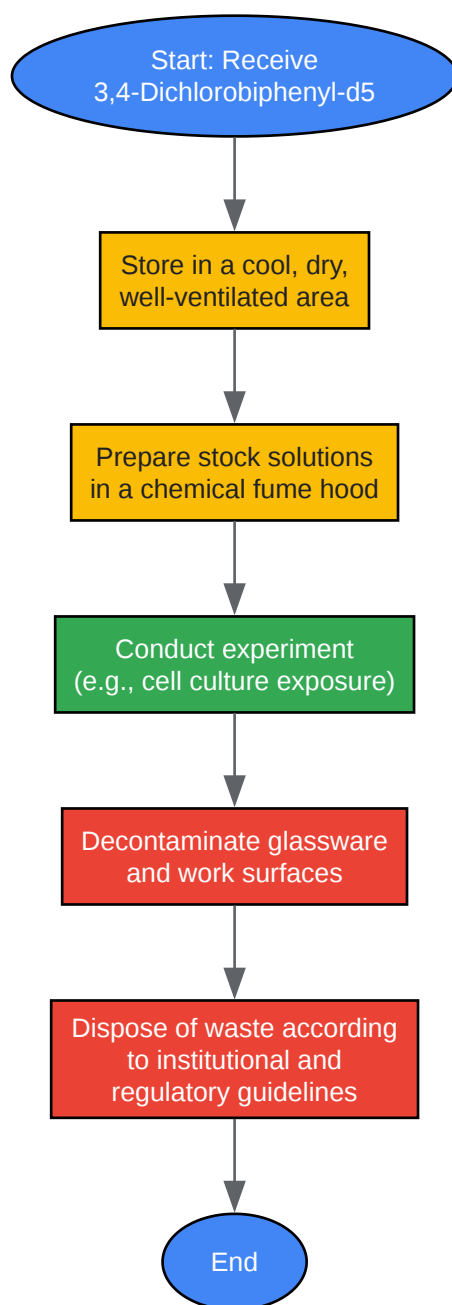 Start: Receive
3,4-Dichlorobiphenyl-d5
Store in a cool, dry,
well-ventilated area
Prepare stock solutions
in a chemical fume hood
Conduct experiment
(e.g., cell culture exposure)
Decontaminate glassware
and work surfaces
Dispose of waste according
to institutional and
regulatory guidelines
End